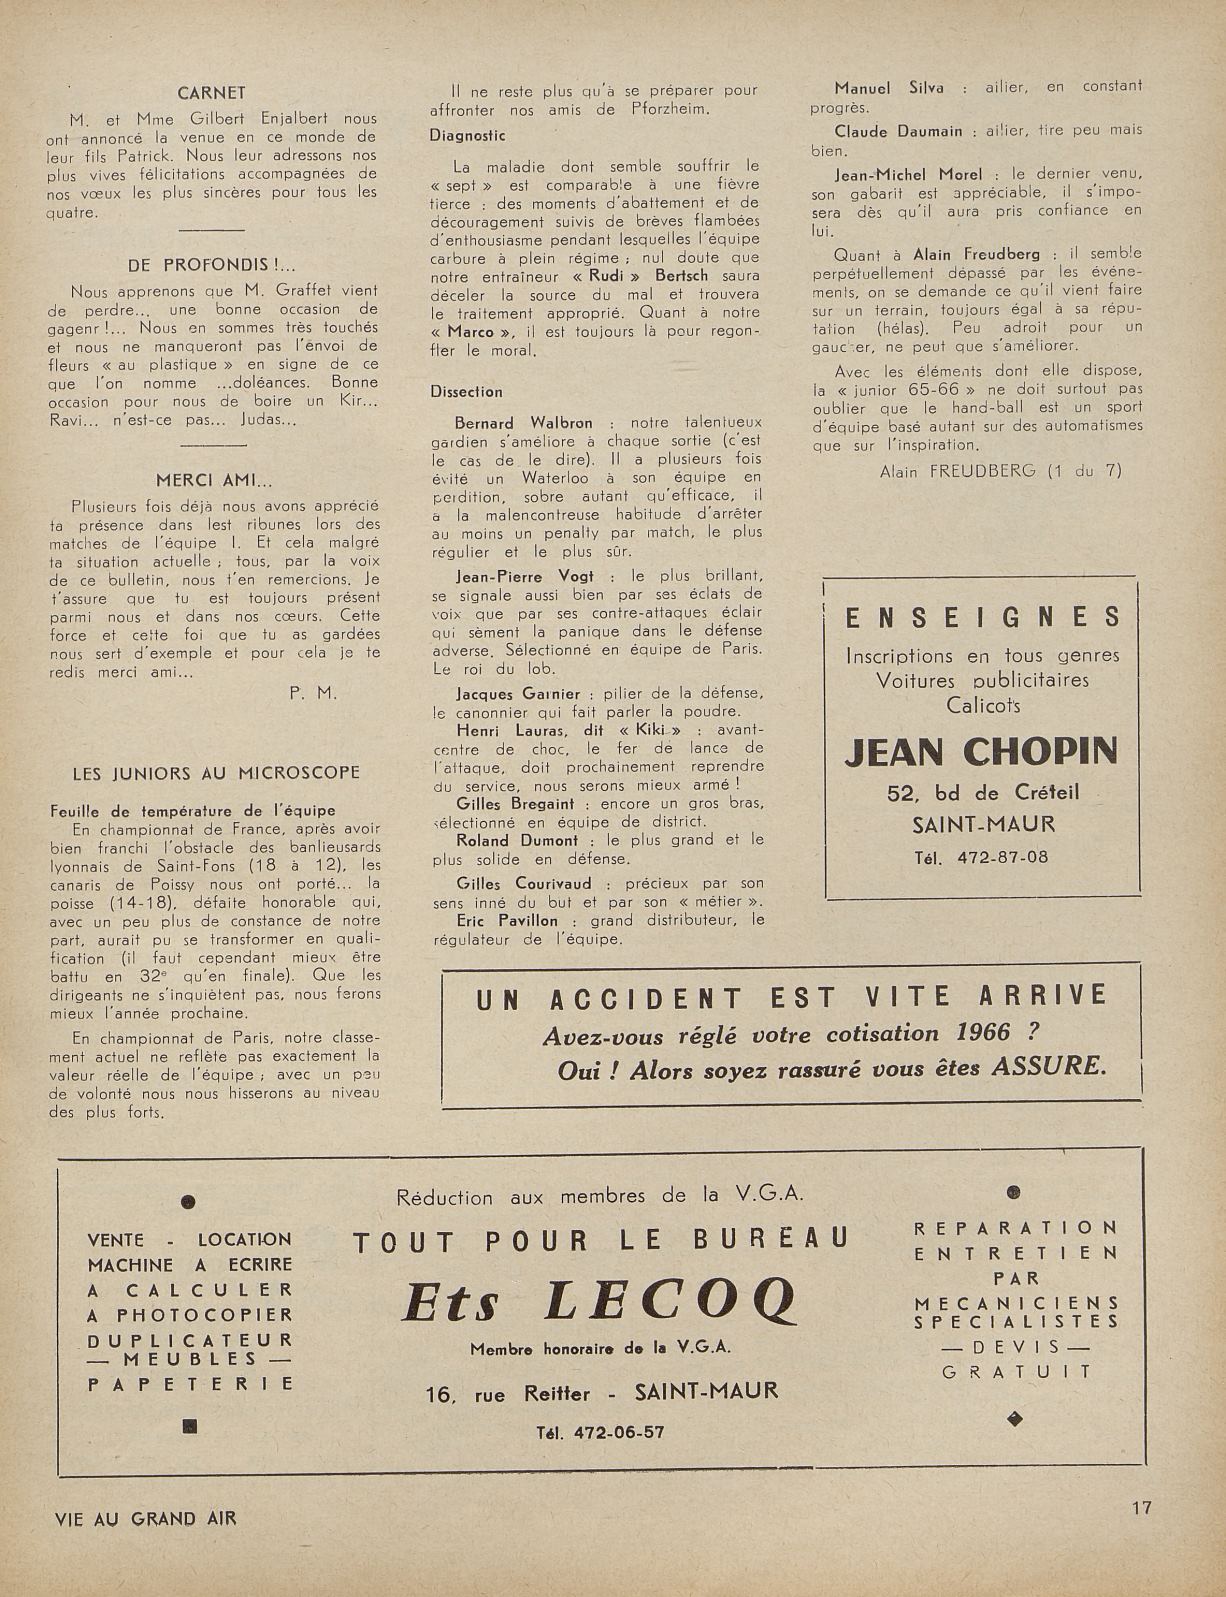 CARNET
M. et Mme Gilbert Enjalbert nous
ont annoncé la venue en ce monde de
leur fils Patrick. Nous leur adressons nos
plus vives félicitations accompagnées de
nos vœux les plus sincères pour tous les
quatre.
DE PROFONDIS !...
Nous apprenons que M. Graffet vient
de perdre... une bonne occasion de
gagenr !... Nous en sommes très touchés
et nous ne manqueront pas l'envoi de
fleurs « au plastique » en signe de ce
que l'on nomme ...doléances. Bonne
occasion pour nous de boire un Kir...
Ravi... n'est-ce pas... Judas...
MERCI AMI...
Plusieurs fois déjà nous avons apprécié
ta présence dans lest ribunes lors des
matches de l'équipe I. Et cela malgré
ta situation actuelle ; tous, par la voix
de ce bulletin, nous t'en remercions. Je
t'assure que tu est toujours présent
parmi nous et dans nos cœurs. Cette
force et cette foi que tu as gardées
nous sert d'exemple et pour cela je te
redis merci ami...
P. M.
LES JUNIORS AU MICROSCOPE
Feuille de température de l'équipe
En championnat de France, après avoir
bien franchi l'obstacle des banlieusards
lyonnais de Saint-Fons (18 à 12), les
canaris de Poissy nous ont porté... la
poisse (14-18), défaite honorable qui,
avec un peu plus de constance de notre
part, aurait pu se transformer en quali-
fication (il faut cependant mieux être
battu en 32e qu'en finale). Que les
dirigeants ne s'inquiètent pas, nous ferons
mieux l'année prochaine.
En championnat de Paris, notre classe-
ment actuel ne reflète pas exactement la
valeur réelle de l'équipe ; avec un peu
de volonté nous nous hisserons au niveau
des plus forts.
Il ne reste plus qu'à se préparer pour
affronter nos amis de Pforzheim.
Diagnostic
La maladie dont semble souffrir le
« sept » est comparable à une fièvre
tierce : des moments d'abattement et de
découragement suivis de brèves flambées
d'enthousiasme pendant lesquelles l'équipe
carbure à plein régime ; nul doute que
notre entraîneur « Rudi » Bertsch saura
déceler la source du mal et trouvera
le traitement approprié. Quant à notre
« Marco », il est toujours là pour regon-
fler le moral.
Dissection
Bernard Walbron : notre talentueux
gardien s'améliore à chaque sortie (c'est
le cas de le dire). Il a plusieurs fois
évité un Waterloo à son équipe en
perdition, sobre autant qu'efficace, il
a la malencontreuse habitude d'arrêter
au moins un penalty par match, le plus
régulier et le plus sûr.
Jean-Pierre Vogt : le plus brillant,
se signale aussi bien par ses éclats de
voix que par ses contre-attaques éclair
qui sèment la panique dans le défense
adverse. Sélectionné en équipe de Paris.
Le roi du lob.
Jacques Garnier : pilier de la défense,
le canonnier qui fait parler la poudre.
Henri Lauras, dit « Kiki » : avant-
centre de choc, le fer de lance de
l'attaque, doit prochainement reprendre
du service, nous serons mieux armé !
Gilles Bregaint : encore un gros bras,
sélectionné en équipe de district.
Roland Dumont : le plus grand et le
plus solide en défense.
Gilles Courivaud : précieux par son
sens inné du but et par son « métier ».
Eric Pavillon : grand distributeur, le
régulateur de l'équipe.
Manuel Silva : ailier, en constant
progrès.
Claude Daumain : ailier, tire peu mais
bien.
Jean-Michel Morel : le dernier venu,
son gabarit est appréciable, il s'impo-
sera dès qu'il aura pris confiance en
lui.
Quant à Alain Freudberg : il semble
perpétuellement dépassé par les événe-
ments, on se demande ce qu'il vient faire
sur un terrain, toujours égal à sa répu-
tation (hélas). Peu adroit pour un
gaucher, ne peut que s'améliorer.
Avec les éléments dont elle dispose,
la « junior 65-66 » ne doit surtout pas
oublier que le hand-ball est un sport
d'équipe basé autant sur des automatismes
que sur l'inspiration.
Alain FREUDBERG (1 du 7)
ENSEIGNES
Inscriptions en tous genres
Voitures publicitaires
Calicots
JEAN CHOPIN
52, bd de Créteil
SAINT-MAUR
Tél. 472-87-08
UN ACCIDENT EST VITE ARRIVE
Avez-vous réglé votre cotisation 1966 ?
Oui ! Alors soyez rassuré vous êtes ASSURE.
VENTE - LOCATION
MACHINE A ECRIRE
A CALCULER
A PHOTOCOPIER
DUPLICATEUR
— MEUBLES —
PAPETERIE
Réduction aux membres de la V.G.A.
TOUT POUR LE BUREAU
Ets LECOQ
Membre honoraire de la V.G.A.
16, rue Reitter - SAINT-MAUR
Tél. 472-06-57
REPARATION
ENTRETIEN
PAR
MECANICIENS
SPECIALISTES
— DEVIS —
GRATUIT
VIE AU GRAND AIR
17